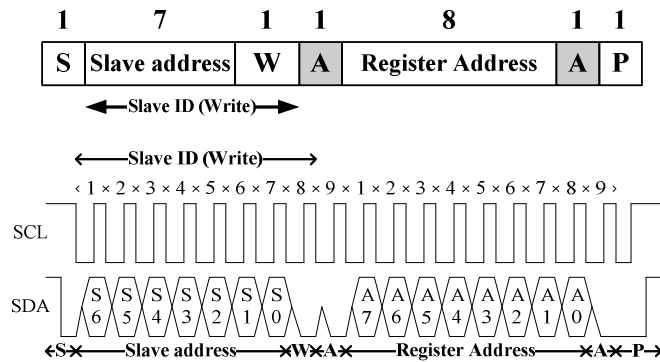 1 7 1 1 8 1 1
S Slave address W A Register Address A P
Slave ID (Write)
Slave ID (Write)
1 × 2 × 3 × 4 × 5 × 6 × 7 × 8 × 9 × 1 × 2 × 3 × 4 × 5 × 6 × 7 × 8 × 9
SCL
SDA
S6 S5 S4 S3 S2 S1 S0 A7 A6 A5 A4 A3 A2 A1 A0
S Slave address W A Register Address A P